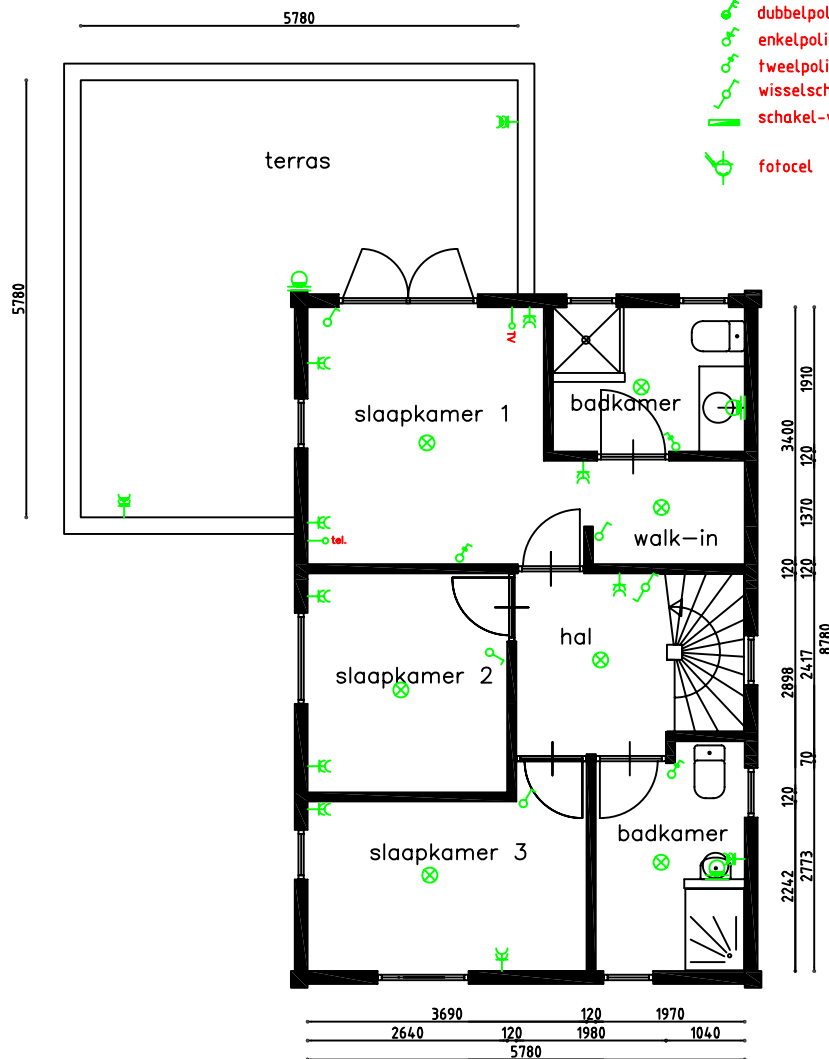 5780
dubbelpol
enkelpoli
tweelpoli
wisselsch
schakel-v
fotocel
terras
5780
TV
badkamer
slaapkamer 1
1910
3400
120
tel.
walk-in
1370
120
120
hal
slaapkamer 2
2898
2417
8780
70
120
slaapkamer 3
badkamer
2242
2773
3690
120
1970
2640
120
1980
1040
5780